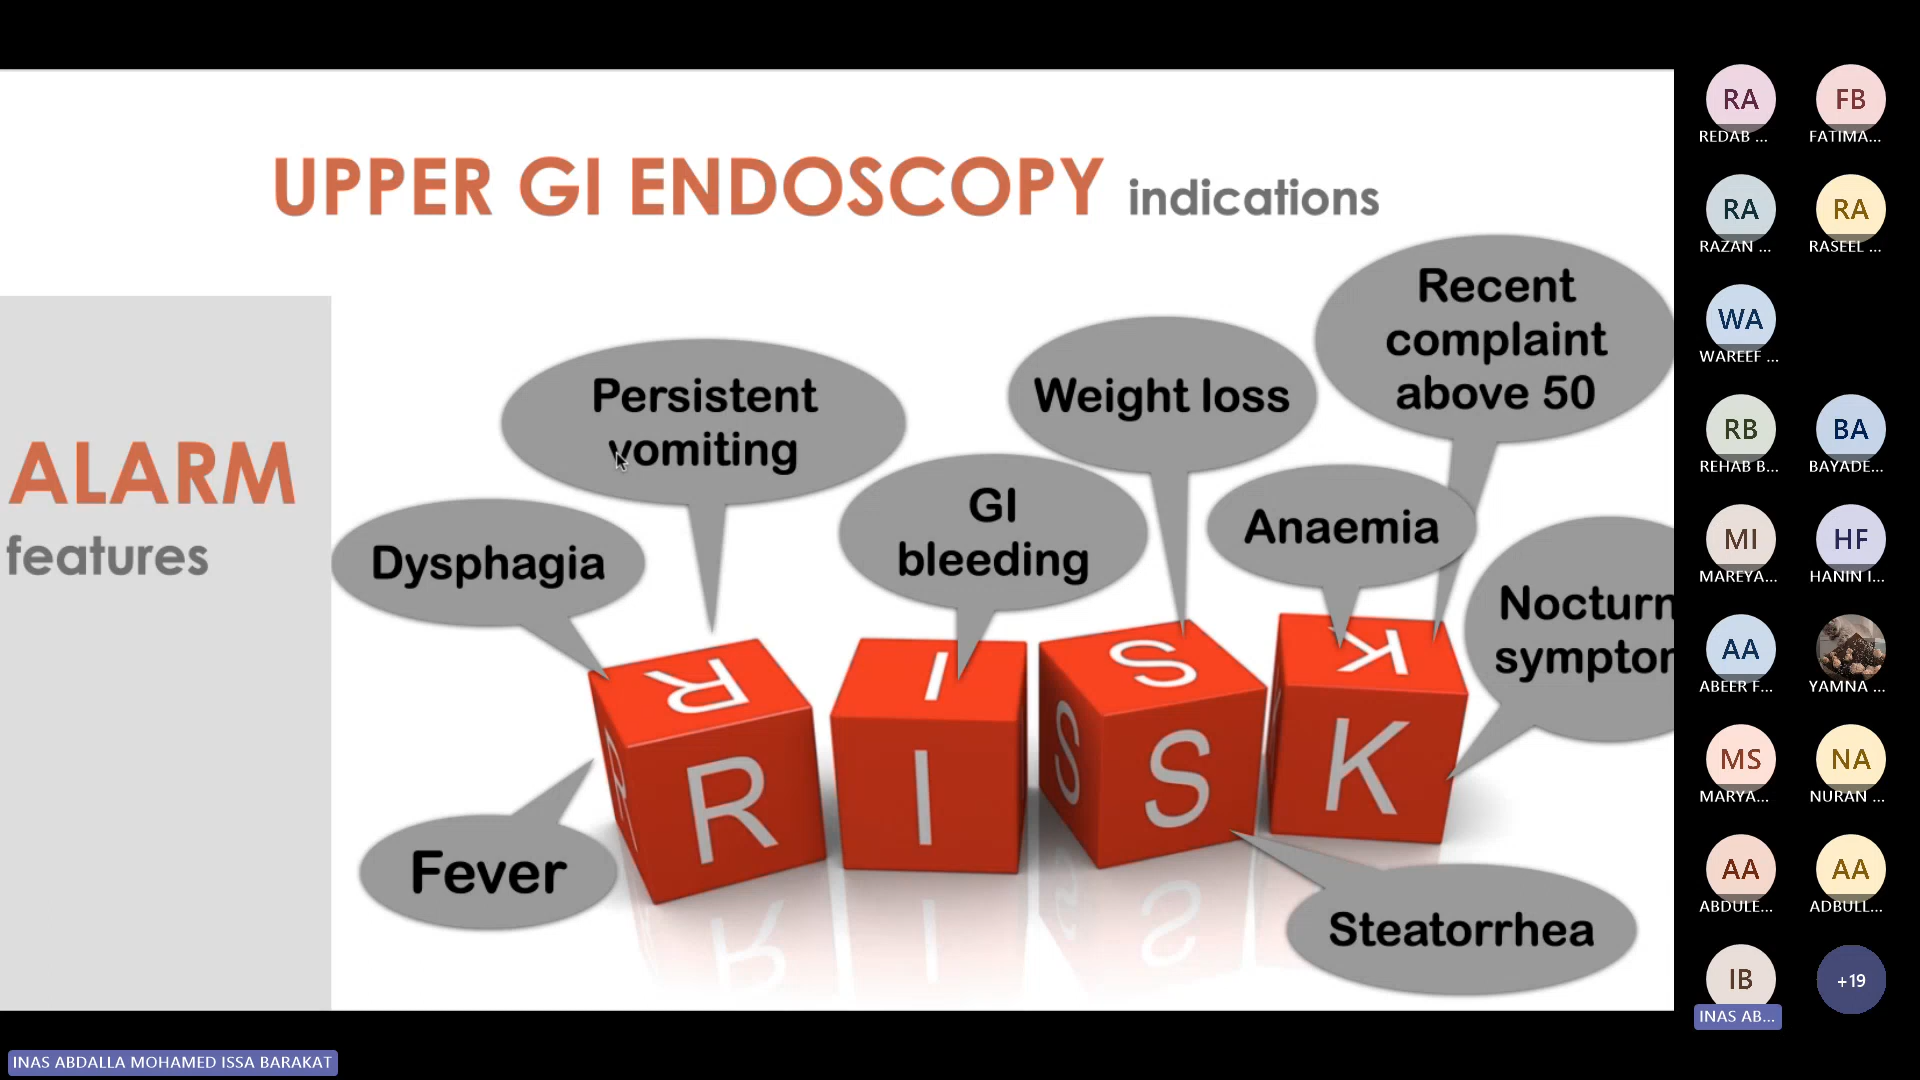 UPPER GI ENDOSCOPY indications
ALARM
features
Persistent
vomiting
Dysphagia
GI
bleeding
Weight loss
Recent
complaint
above 50
Anaemia
Nocturn
symptor
Fever
Steatorrhea
R
R
R
I
I
S
S
S
K
K
RA
REDAB ...
FB
FATIMA...
RA
RAZAN ...
RA
RASEEL ...
WA
WAREEF ...
RB
REHAB B...
BA
BAYADE...
MI
MAREYA...
HF
HANIN I...
AA
ABEER F...
YAMNA ...
MS
MARYA...
NA
NURAN ...
AA
ABDULE...
AA
ADBULL...
IB
INAS AB...
+19
INAS ABDALLA MOHAMED ISSA BARAKAT